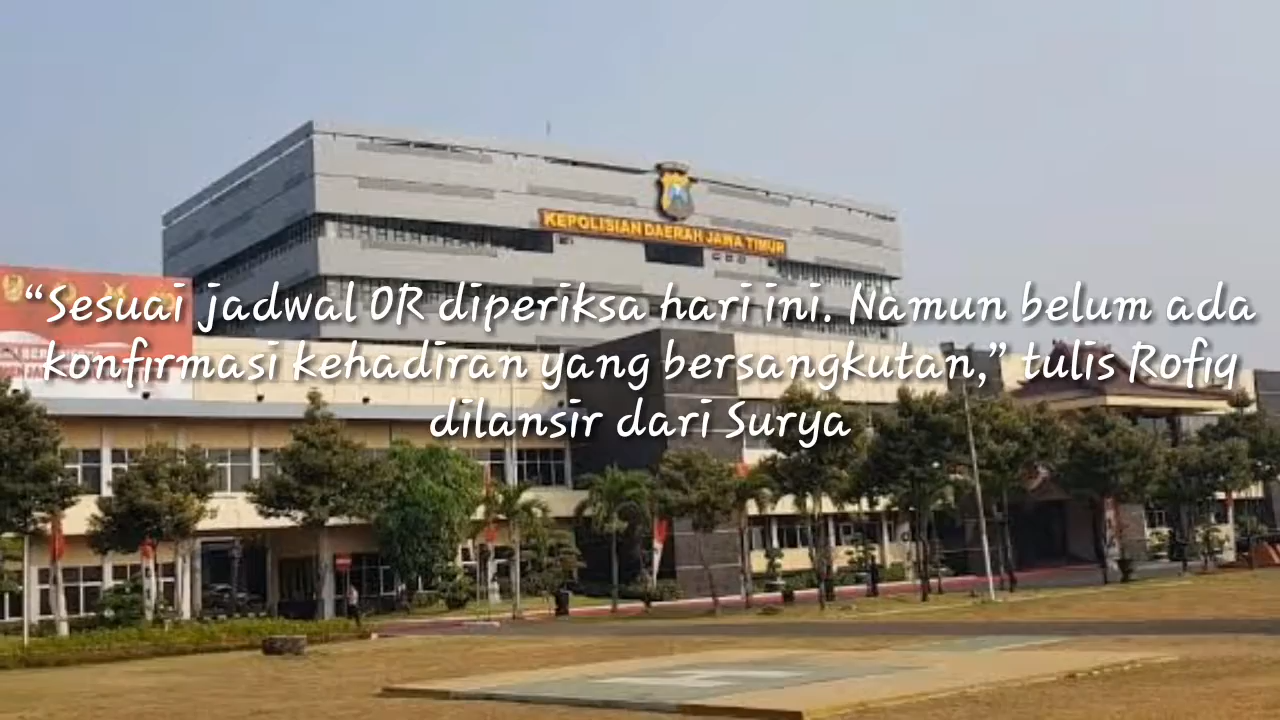 KEPOLISIAN DAERAH JAWA TIMUR
“Sesuai jadwal OR diperiksa hari ini. Namun belum ada
konfirmasi kehadiran yang bersangkutan,” tulis Rofiq
dilansir dari Surya
H